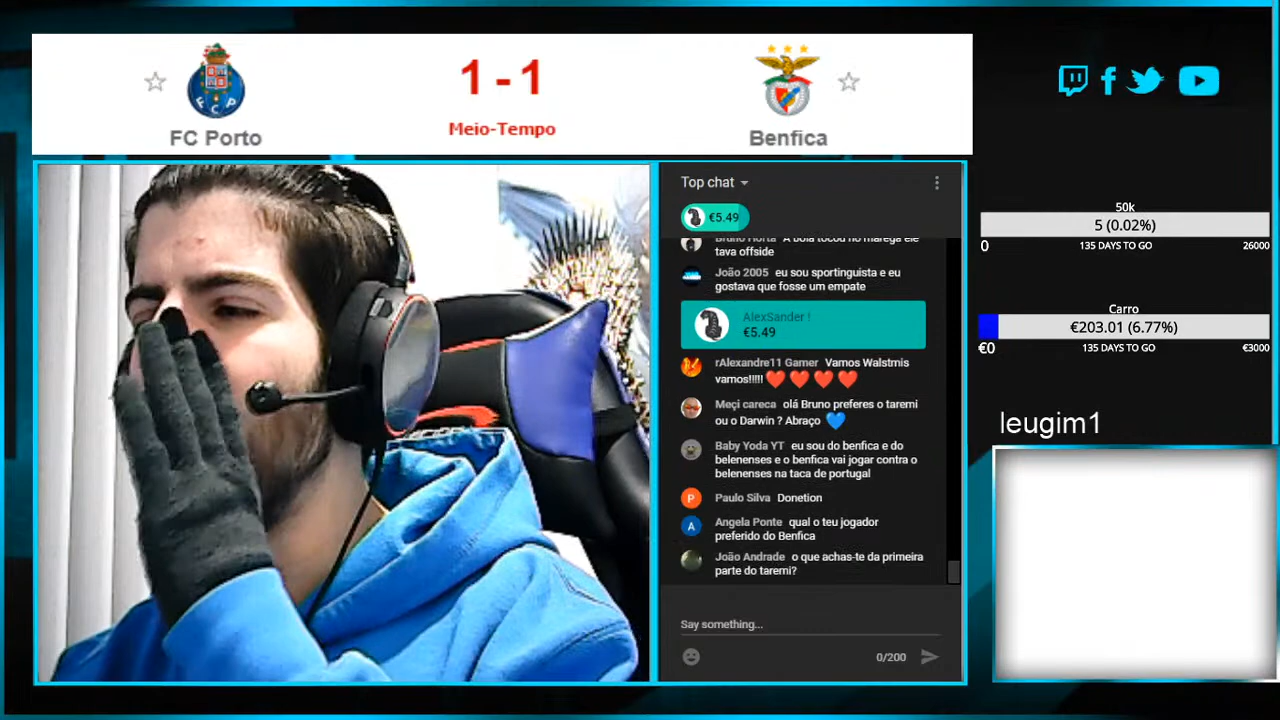 1 - 1
Meio-Tempo
FC Porto
Benfica
FCP
Top chat
€5.49
Bruno Horta A bola tocou no marega ele
tava offside
João 2005 eu sou sportinguista e eu
gostava que fosse um empate
AlexSander !
€5.49
rAlexandre11 Gamer Vamos Walstmis
vamos!!!!! ❤️ ❤️ ❤️ ❤️
Meçi careca olá Bruno preferes o taremi
ou o Darwin ? Abraço 💙
Baby Yoda YT eu sou do benfica e do
belenenses e o benfica vai jogar contra o
belenenses na taca de portugal
P Paulo Silva Donetion
A Angela Ponte qual o teu jogador
preferido do Benfica
João Andrade o que achas-te da primeira
parte do taremi?
Say something...
0/200
50k
5 (0.02%)
0 135 DAYS TO GO 26000
Carro
€203.01 (6.77%)
€0 135 DAYS TO GO €3000
leugim1